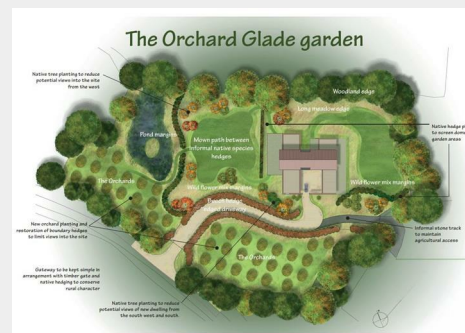 The Orchard Glade garden
Native tree planting to reduce
potential views into the site
from the west
Woodland edge
Long meadow edge
Pond margins
Mown path between
informal native species
hedges
Native hedge p
to screen dom
garden areas
The Orchards
Wild flower mix margins
Wild flower mix margins
New orchard planting and
restoration of boundary hedges
to limit views into the site
Informal stone track
to maintain
agricultural access
The Orchards
Gateway to be kept simple in
arrangement with timber gate and
native hedging to conserve
rural character
Native tree planting to reduce
potential views of new dwelling from
the south west and south